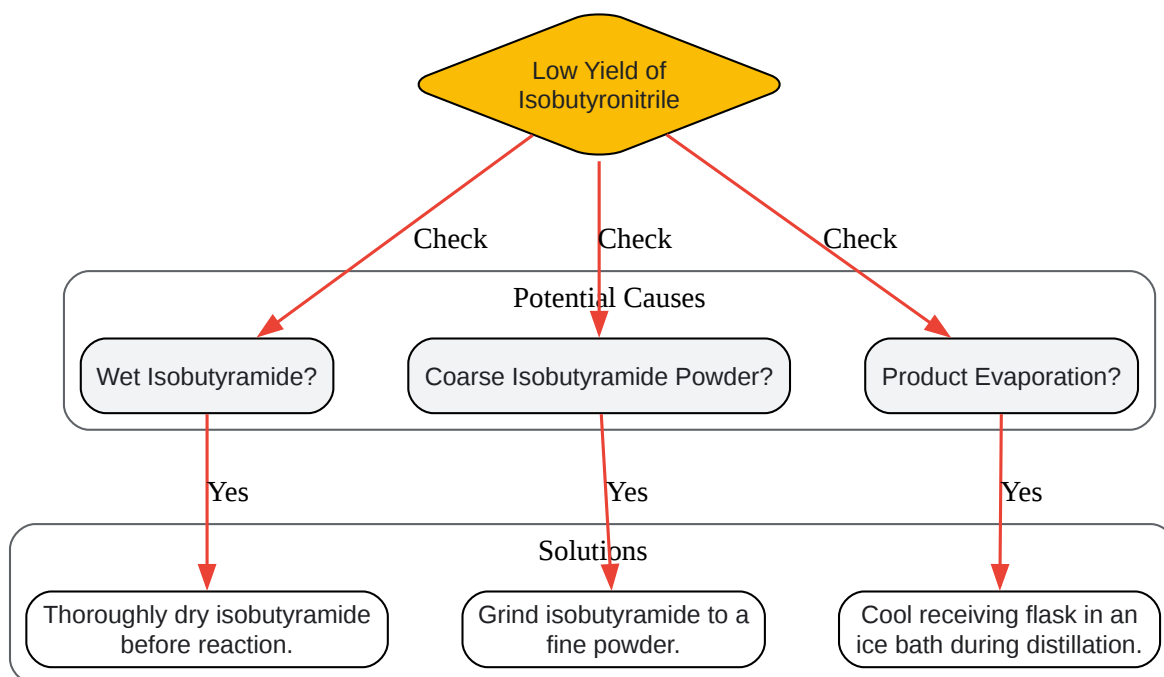 Low Yield of
Isobutyronitrile
Check
Check
Check
Potential Causes
Wet Isobutyramide?
Coarse Isobutyramide Powder?
Product Evaporation?
Yes
Yes
Yes
Solutions
Thoroughly dry isobutyramide
before reaction.
Grind isobutyramide to a
fine powder.
Cool receiving flask in an
ice bath during distillation.